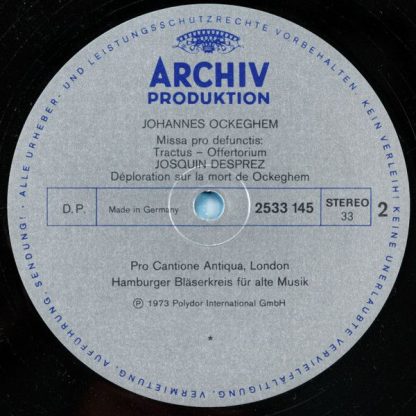 ALLE URHEBER- UND LEISTUNGSSCHUTZRECHTE VORBEHALTEN. KEIN VERLEIH! KEINE UNERLAUBTE VERVIELFÄLTIGUNG, VERMIETUNG, AUFFÜHRUNG, SENDUNG!
ARCHIV
PRODUKTION
JOHANNES OCKEGHEM
Missa pro defunctis:
Tractus – Offertorium
JOSQUIN DESPREZ
Déploration sur la mort de Ockeghem
D.P. Made in Germany 2533 145 STEREO 33 2
Pro Cantione Antiqua, London
Hamburger Bläserkreis für alte Musik
Ⓟ 1973 Polydor International GmbH
*